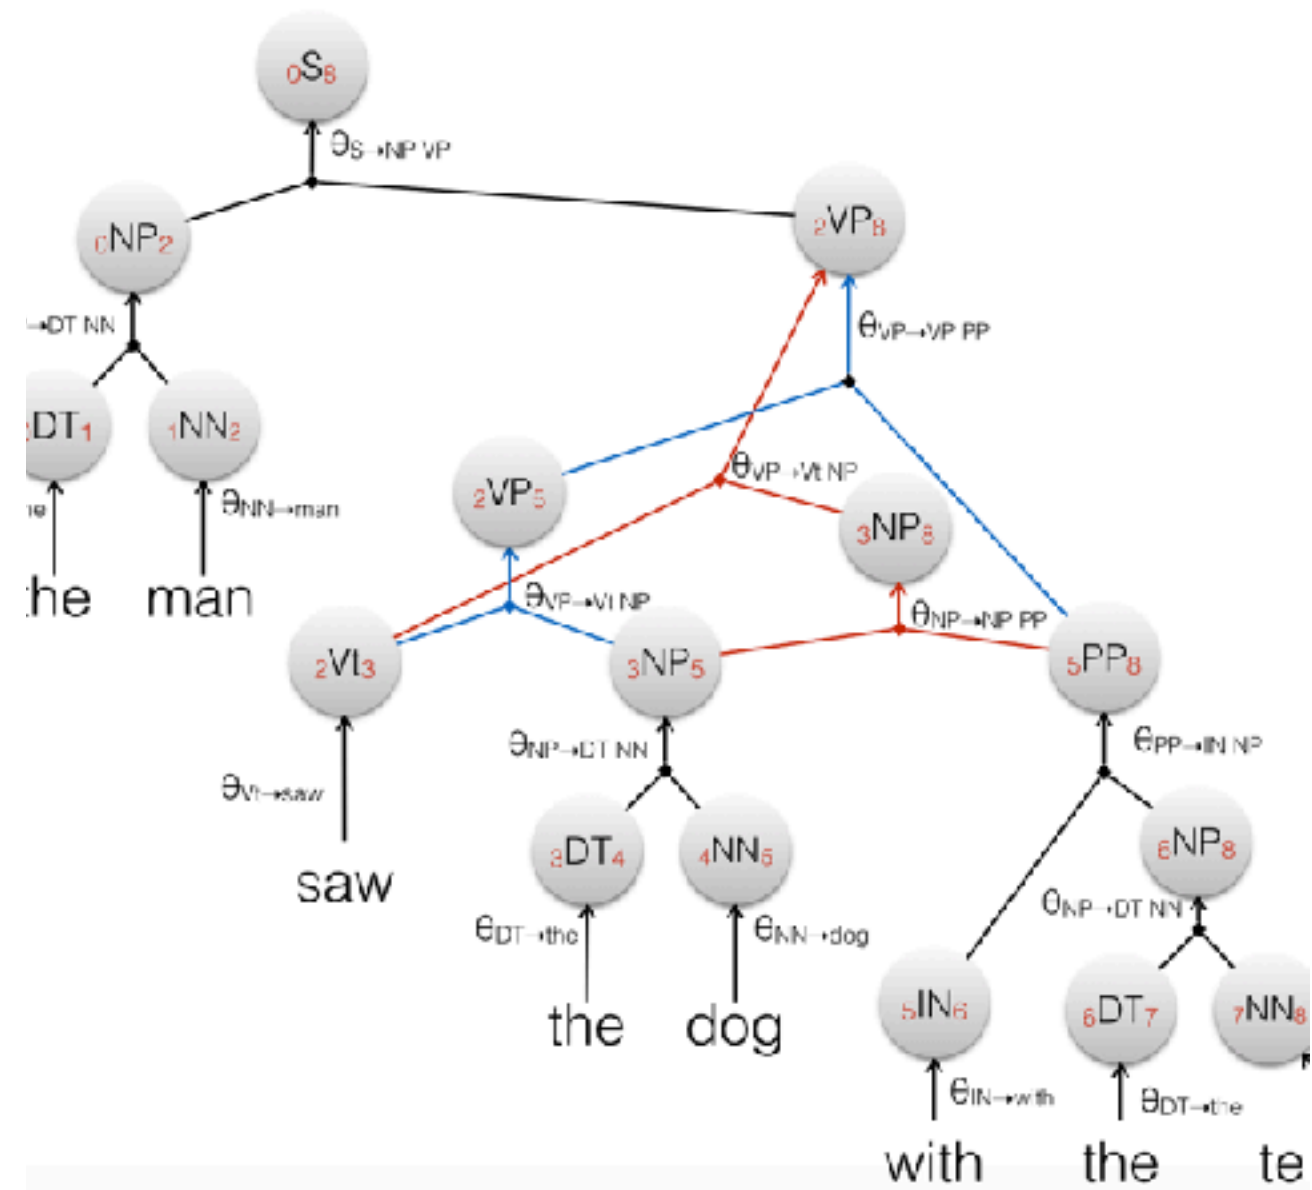 0S8
θS→NP VP
0NP2
2VP8
→DT NN
θVP→VP PP
DT1
1NN2
2VP5
θVP→Vt NP
3NP8
θNN→man
the man
θVP→Vt NP
θNP→NP PP
2Vt3
3NP5
5PP8
θNP→DT NN
θPP→IN NP
θVt→saw
3DT4
4NN5
6NP8
saw
θDT→the
θNN→dog
θNP→DT NN
the dog
5IN6
6DT7
7NN8
θIN→with
θDT→the
with the te